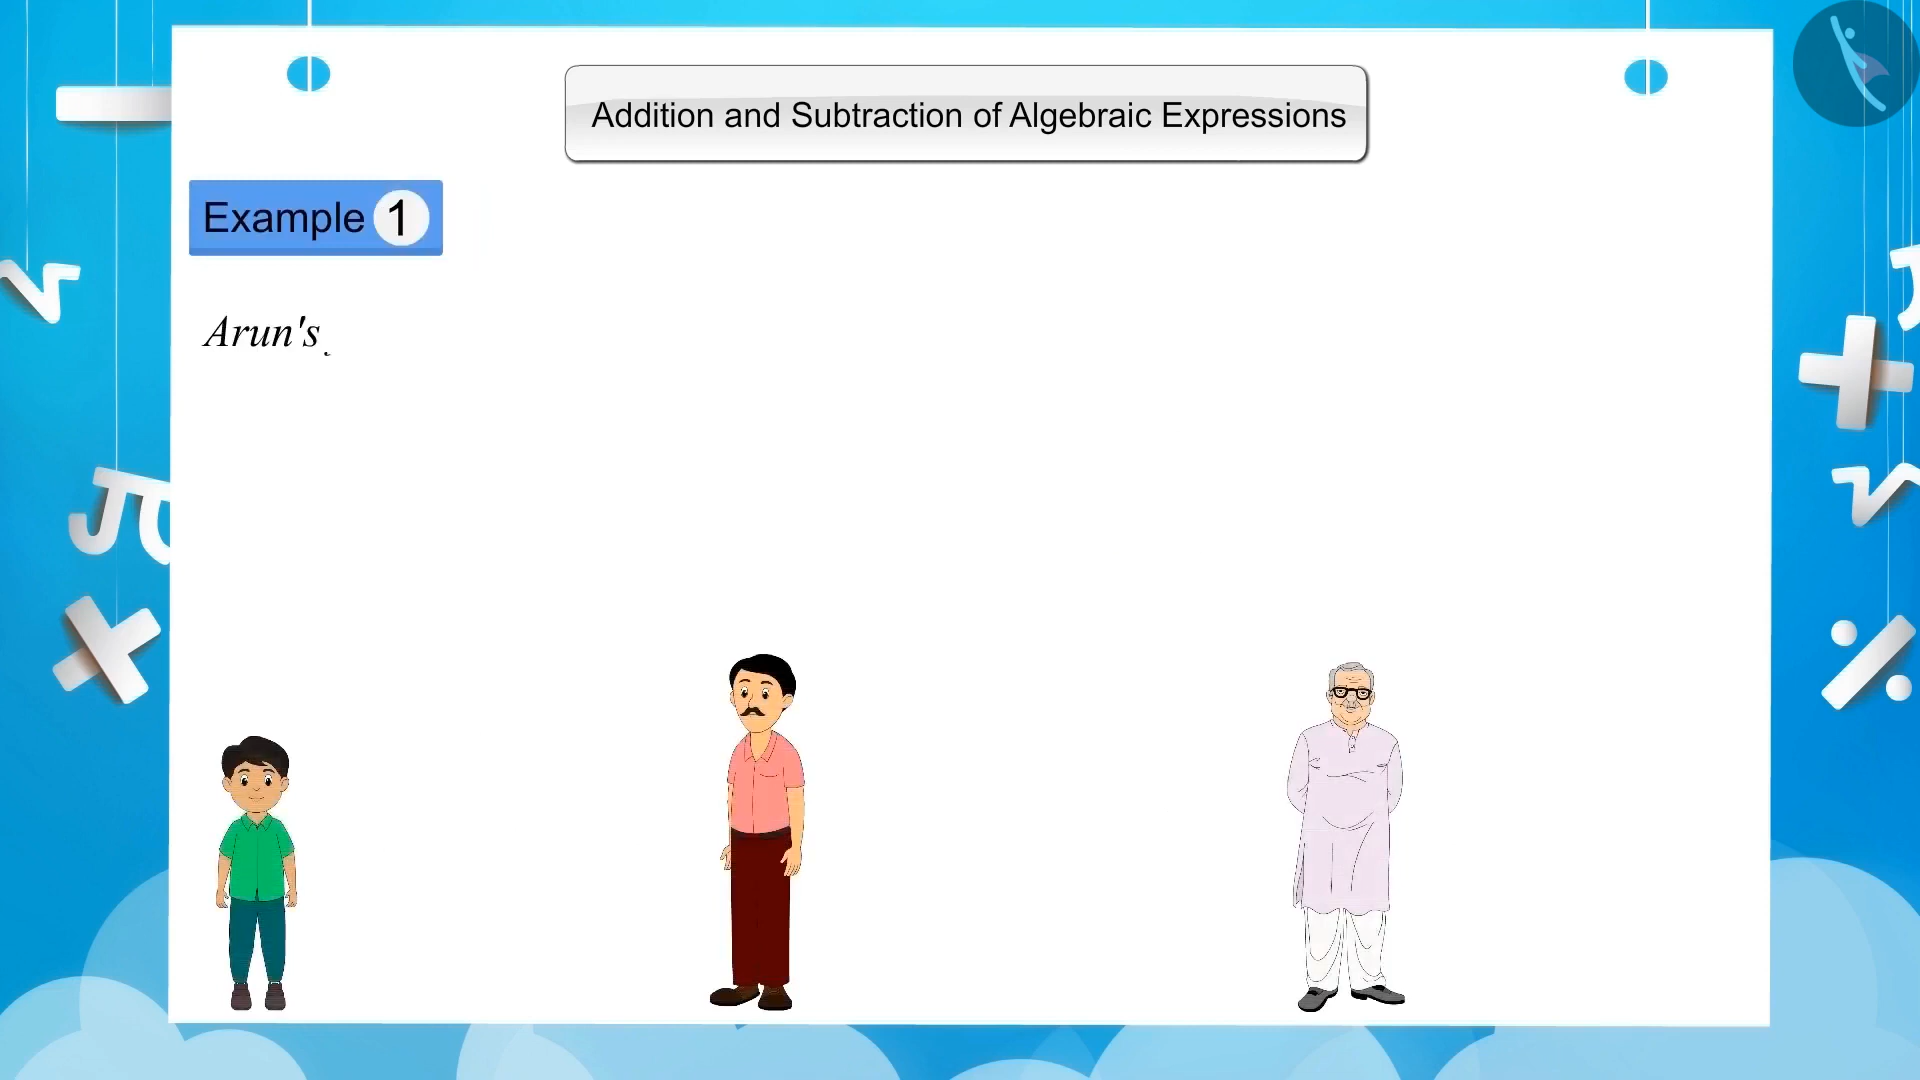 Addition and Subtraction of Algebraic Expressions
Example 1
Arun's